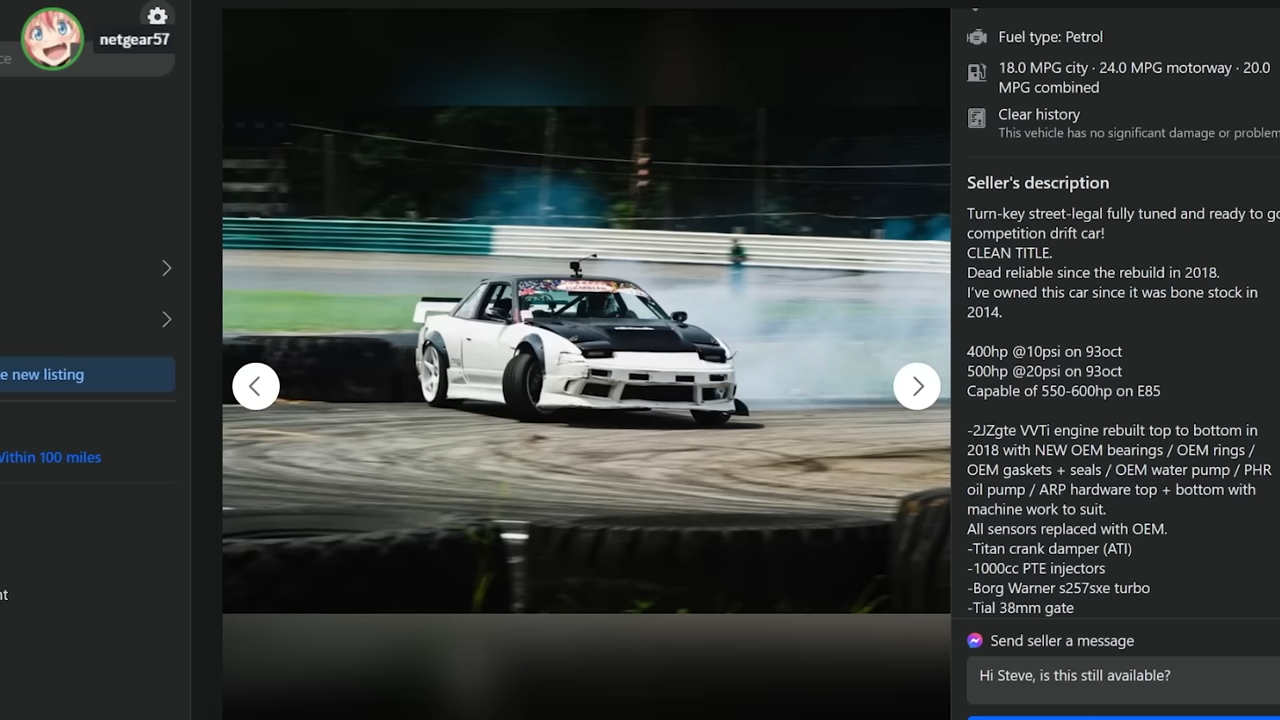 netgear57
ce
e new listing
Within 100 miles
nt
Fuel type: Petrol
18.0 MPG city · 24.0 MPG motorway · 20.0
MPG combined
Clear history
This vehicle has no significant damage or problem
Seller's description
Turn-key street-legal fully tuned and ready to go
competition drift car!
CLEAN TITLE.
Dead reliable since the rebuild in 2018.
I've owned this car since it was bone stock in
2014.
400hp @10psi on 93oct
500hp @20psi on 93oct
Capable of 550-600hp on E85
-2JZgte VVTi engine rebuilt top to bottom in
2018 with NEW OEM bearings / OEM rings /
OEM gaskets + seals / OEM water pump / PHR
oil pump / ARP hardware top + bottom with
machine work to suit.
All sensors replaced with OEM.
-Titan crank damper (ATI)
-1000cc PTE injectors
-Borg Warner s257sxe turbo
-Tial 38mm gate
Send seller a message
Hi Steve, is this still available?